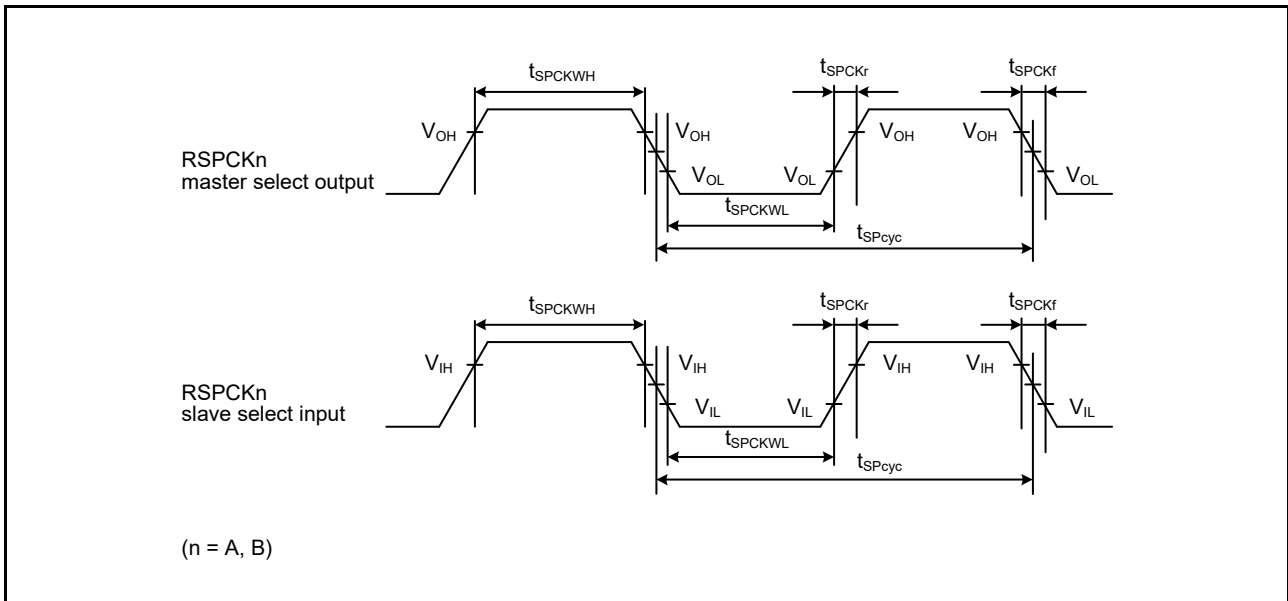 tSPCKWH
tSPCKr
tSPCKf
VOH
VOH
VOH
VOH
RSPCKn
master select output
VOL
VOL
VOL
tSPCKWL
tSPcyc
tSPCKWH
tSPCKr
tSPCKf
VIH
VIH
VIH
VIH
RSPCKn
slave select input
VIL
VIL
VIL
tSPCKWL
tSPcyc
(n = A, B)